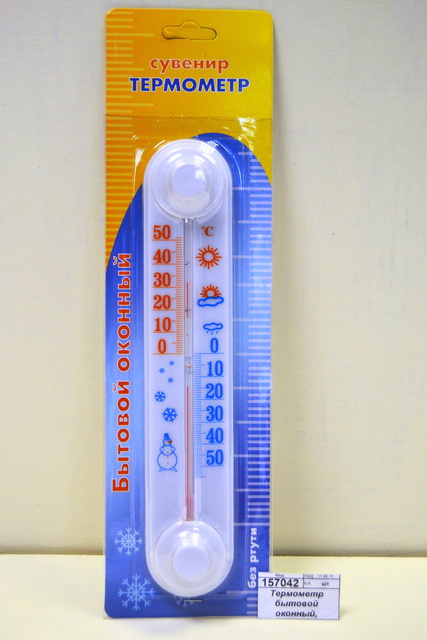 сувенир
ТЕРМОМЕТР
Бытовой оконный
°C
50
40
30
20
10
0
0
10
20
30
40
50
без ртути
157042
шт
Термометр
бытовой
оконный,